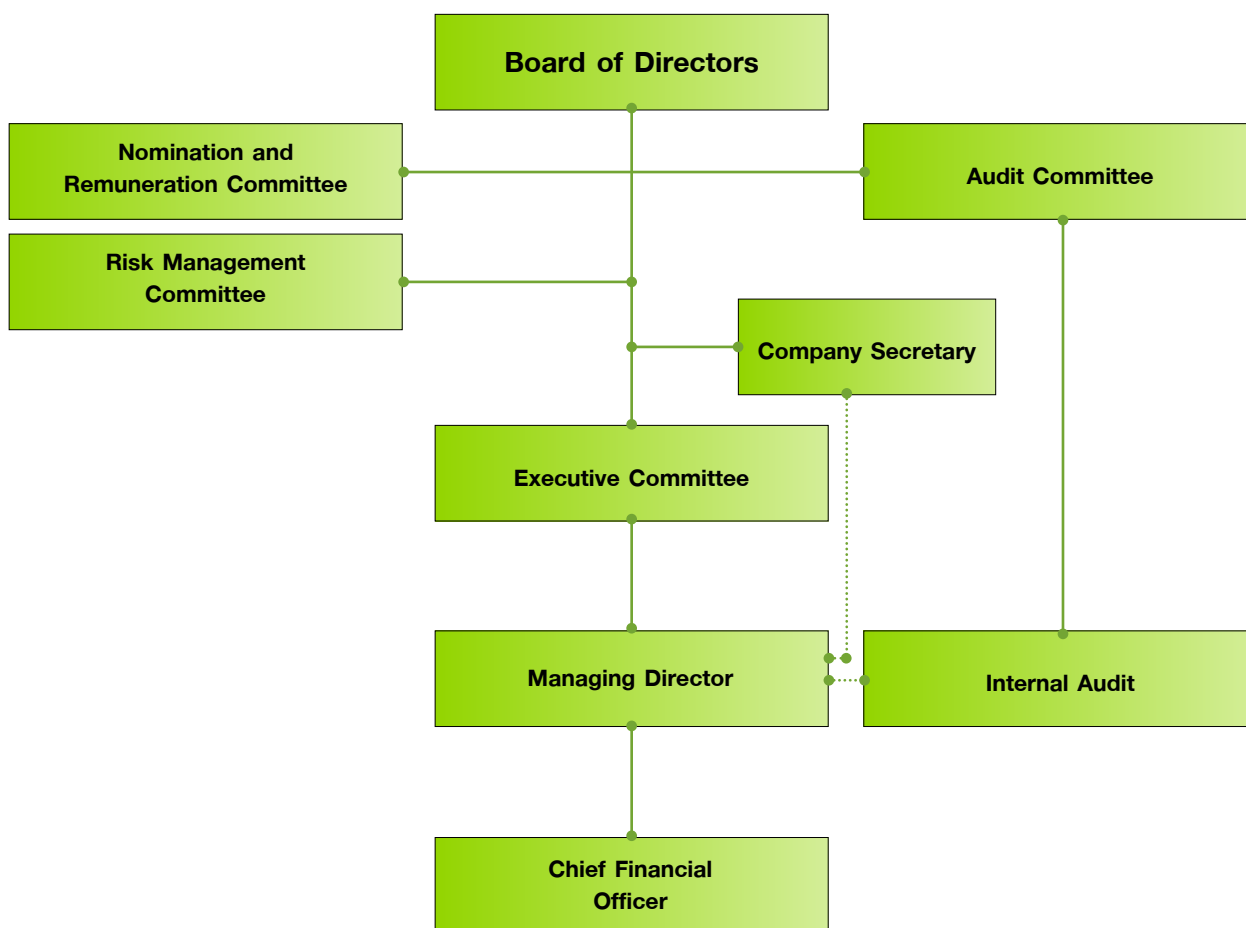 Board of Directors
Nomination and
Remuneration Committee
Audit Committee
Risk Management
Committee
Company Secretary
Executive Committee
Managing Director
Internal Audit
Chief Financial
Officer